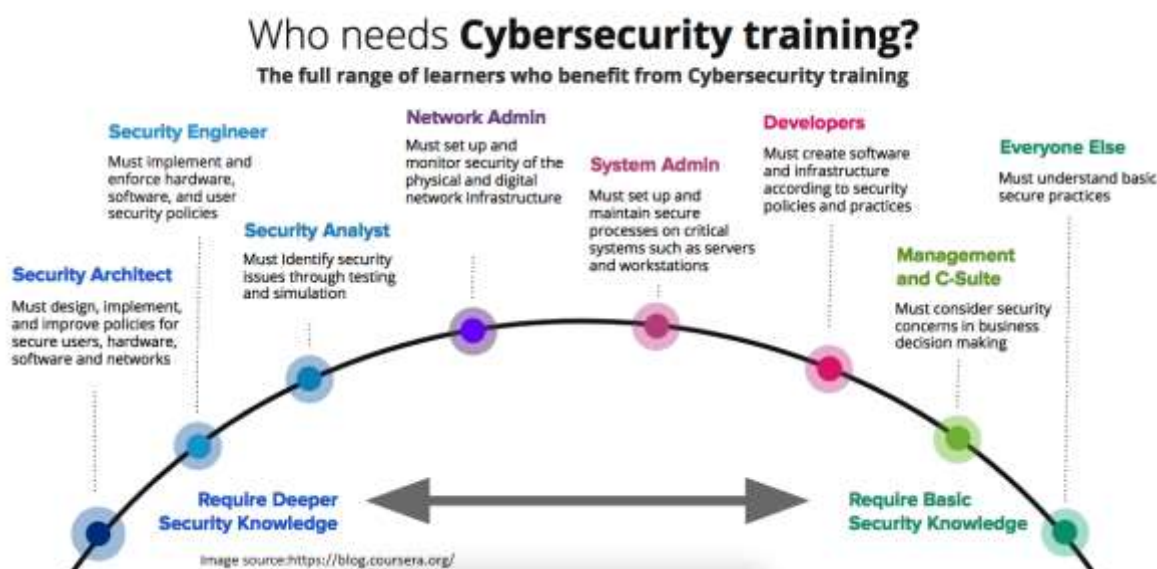 Who needs Cybersecurity training?
The full range of learners who benefit from Cybersecurity training
Security Architect
Must design, implement,
and improve policies for
secure users, hardware,
software and networks
Security Engineer
Must implement and
enforce hardware,
software, and user
security policies
Security Analyst
Must Identify security
issues through testing
and simulation
Network Admin
Must set up and
monitor security of the
physical and digital
network Infrastructure
System Admin
Must set up and
maintain secure
processes on critical
systems such as servers
and workstations
Developers
Must create software
and infrastructure
according to security
policies and practices
Management
and C-Suite
Must consider security
concerns in business
decision making
Everyone Else
Must understand basic
secure practices
Require Deeper
Security Knowledge
Require Basic
Security Knowledge
Image source:https://blog.coursera.org/